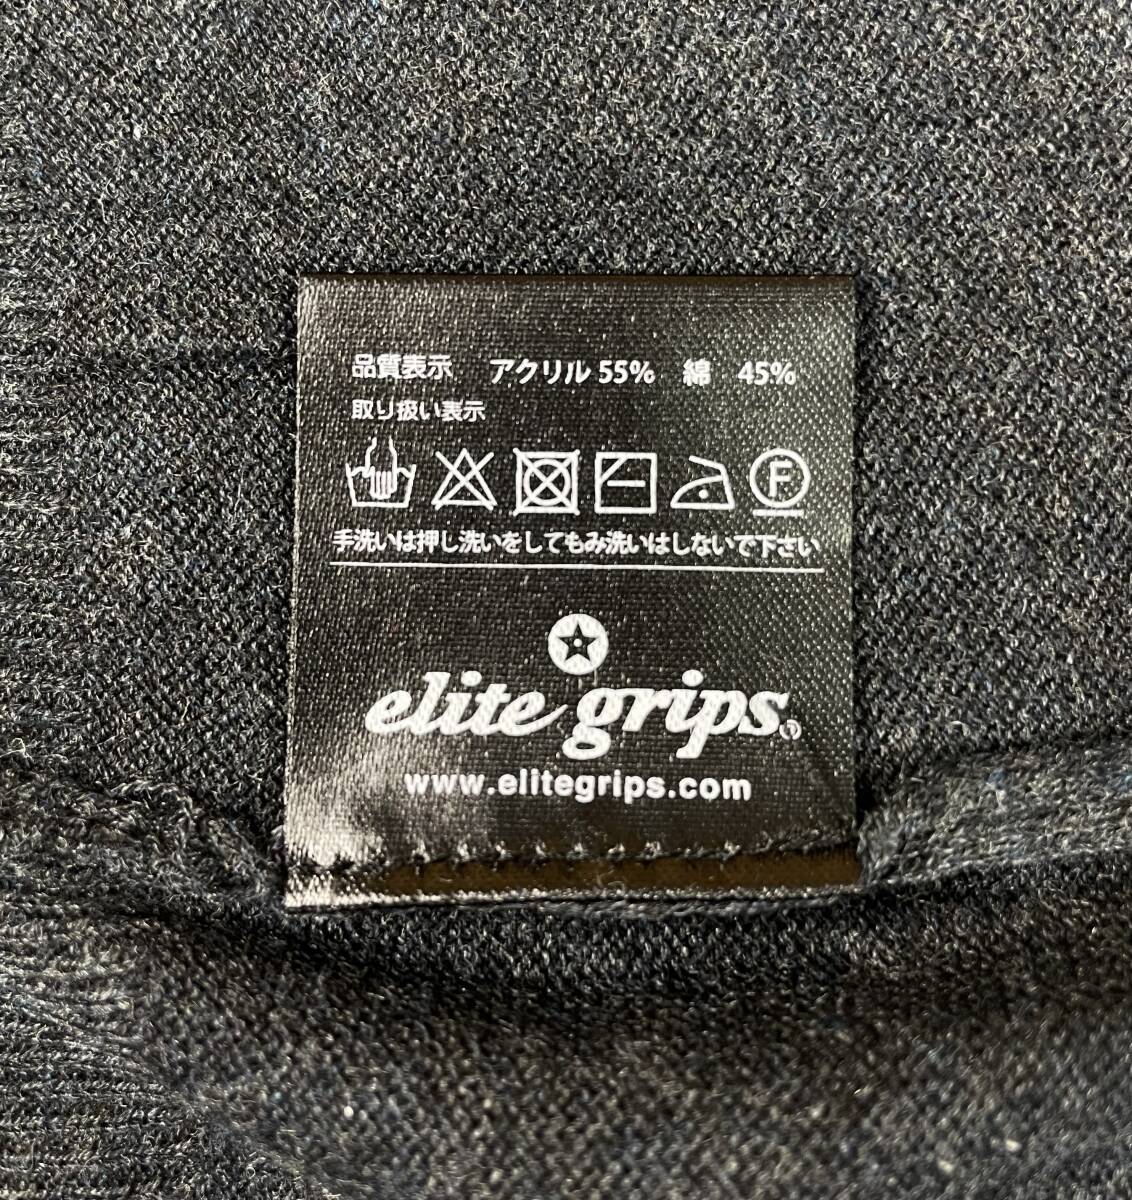 品質表示 アクリル 55% 綿 45%
取り扱い表示
F
手洗いは押し洗いをしてもみ洗いはしないで下さい
elite grips®
www.elitegrips.com